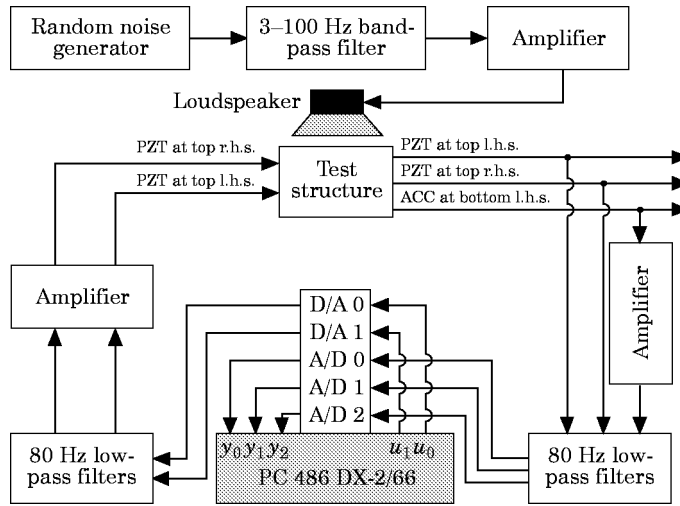 Random noise
generator
3–100 Hz band-
pass filter
Amplifier
Loudspeaker
PZT at top r.h.s.
PZT at top l.h.s.
Test
structure
PZT at top l.h.s.
PZT at top r.h.s.
ACC at bottom l.h.s.
Amplifier
Amplifier
D/A 0
D/A 1
A/D 0
A/D 1
A/D 2
80 Hz low-
pass filters
y0 y1 y2 u1 u0
PC 486 DX-2/66
80 Hz low-
pass filters